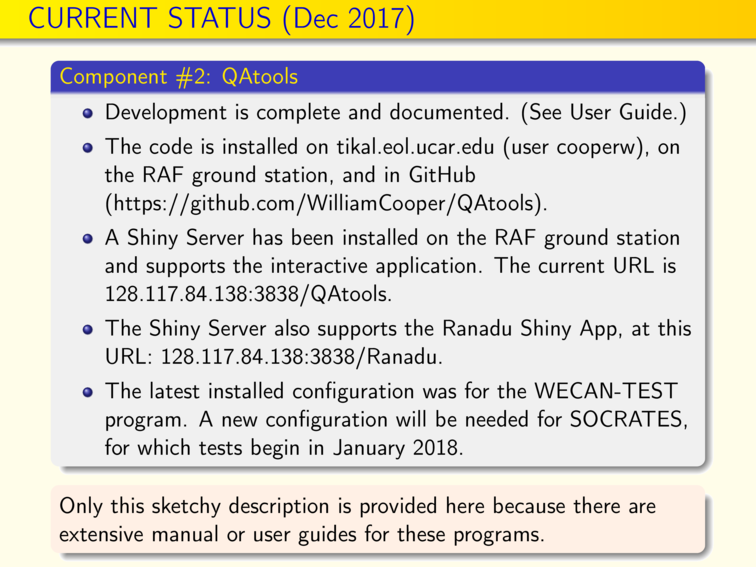 CURRENT STATUS (Dec 2017)
Component #2: QAtools
Development is complete and documented. (See User Guide.)
The code is installed on tikal.eol.ucar.edu (user cooperw), on
the RAF ground station, and in GitHub
(https://github.com/WilliamCooper/QAtools).
A Shiny Server has been installed on the RAF ground station
and supports the interactive application. The current URL is
128.117.84.138:3838/QAtools.
The Shiny Server also supports the Ranadu Shiny App, at this
URL: 128.117.84.138:3838/Ranadu.
The latest installed configuration was for the WECAN-TEST
program. A new configuration will be needed for SOCRATES,
for which tests begin in January 2018.
Only this sketchy description is provided here because there are
extensive manual or user guides for these programs.